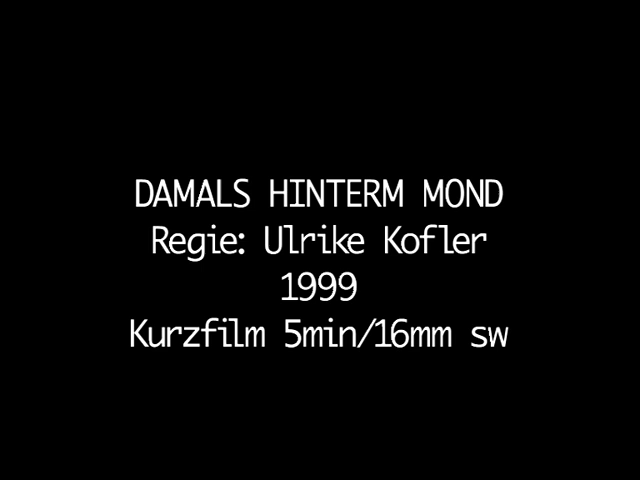 DAMALS HINTERM MOND
Regie: Ulrike Kofler
1999
Kurzfilm 5min/16mm sw